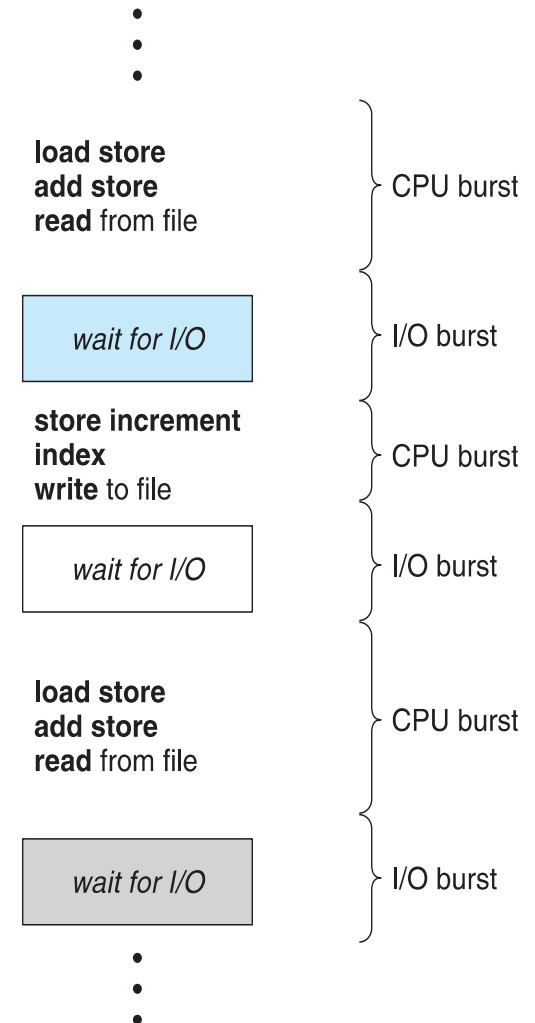 load store
add store
read from file
CPU burst
wait for I/O
I/O burst
store increment
index
write to file
CPU burst
wait for I/O
I/O burst
load store
add store
read from file
CPU burst
wait for I/O
I/O burst